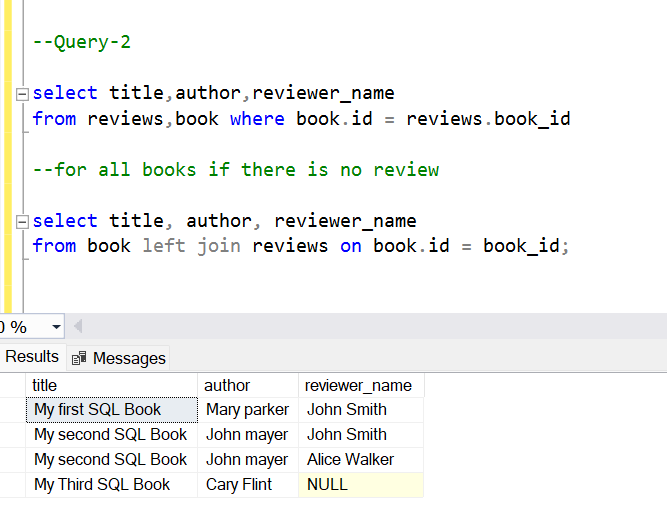 --Query-2
select title,author,reviewer_name
from reviews,book where book.id = reviews.book_id
--for all books if there is no review
select title, author, reviewer_name
from book left join reviews on book.id = book_id;
0 %
Results Messages
title author reviewer_name
My first SQL Book Mary parker John Smith
My second SQL Book John mayer John Smith
My second SQL Book John mayer Alice Walker
My Third SQL Book Cary Flint NULL